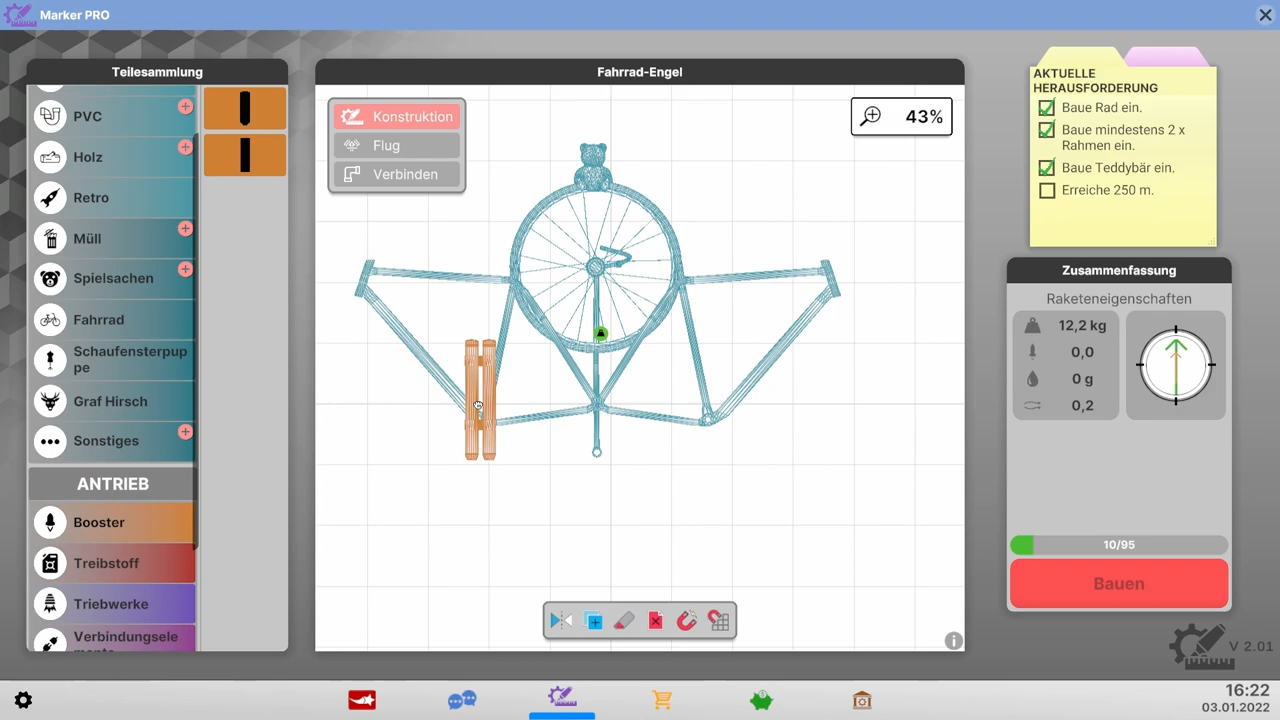 Marker PRO
Teilesammlung
PVC
Holz
Retro
Müll
Spielsachen
Fahrrad
Schaufensterpup
pe
Graf Hirsch
Sonstiges
ANTRIEB
Booster
Treibstoff
Triebwerke
Verbindungsele
mente
Fahrrad-Engel
Konstruktion
Flug
Verbinden
43%
AKTUELLE
HERAUSFORDERUNG
Baue Rad ein.
Baue mindestens 2 x
Rahmen ein.
Baue Teddybär ein.
Erreiche 250 m.
Zusammenfassung
Raketeneigenschaften
12,2 kg
0,0
0 g
0,2
10/95
Bauen
V 2.01
16:22
03.01.2022